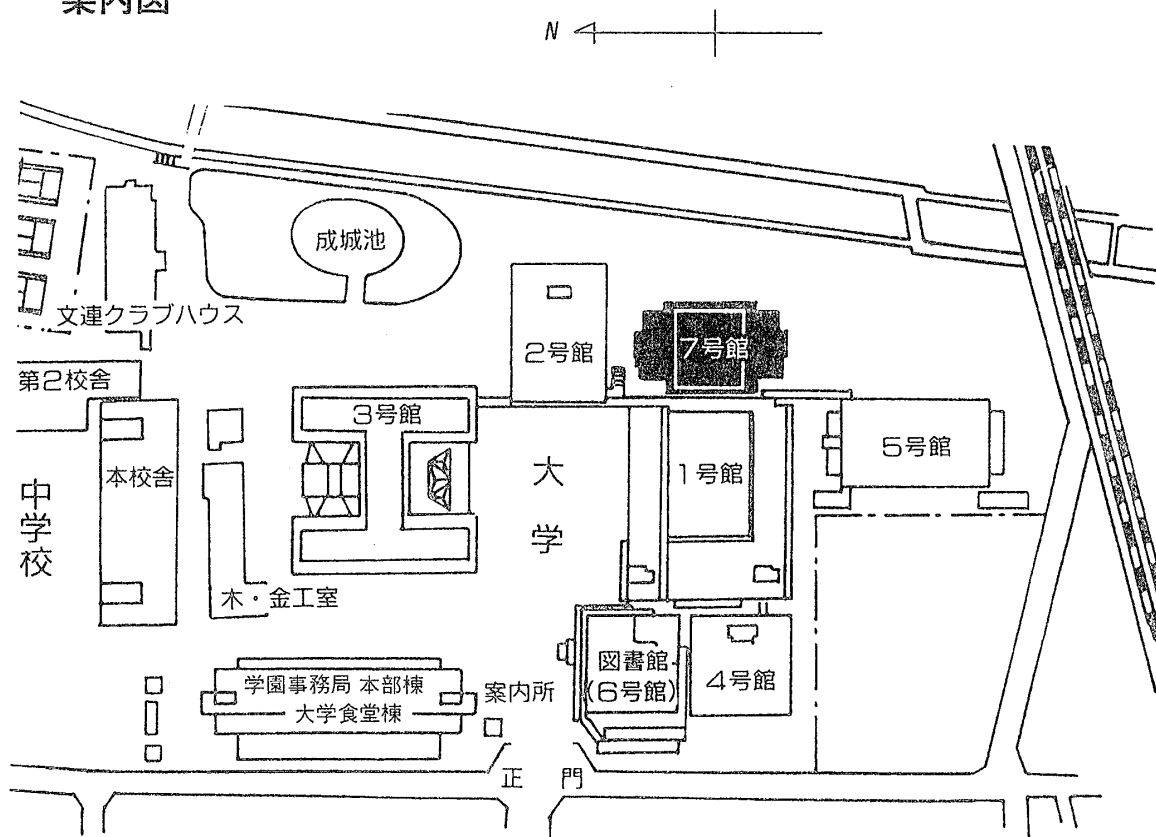 案内図
N
成城池
文連クラブハウス
2号館
7号館
第2校舎
3号館
5号館
本校舎
1号館
大学
中学校
木・金工室
図書館
(6号館)
4号館
学園事務局 本部棟
大学食堂棟
案内所
正門